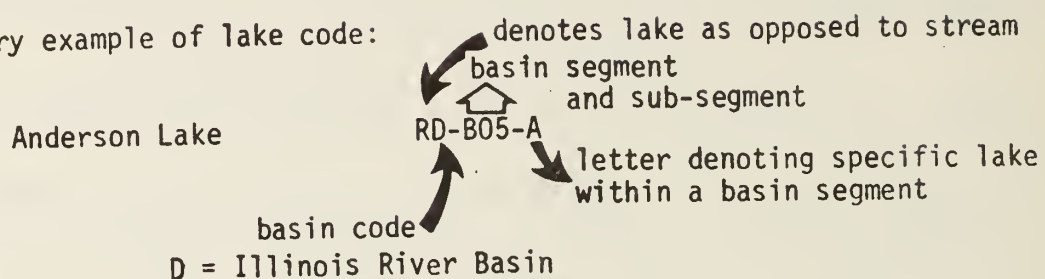 ry example of lake code: denotes lake as opposed to stream
basin segment
and sub-segment
Anderson Lake RD-B05-A
letter denoting specific lake
within a basin segment
basin code
D = Illinois River Basin